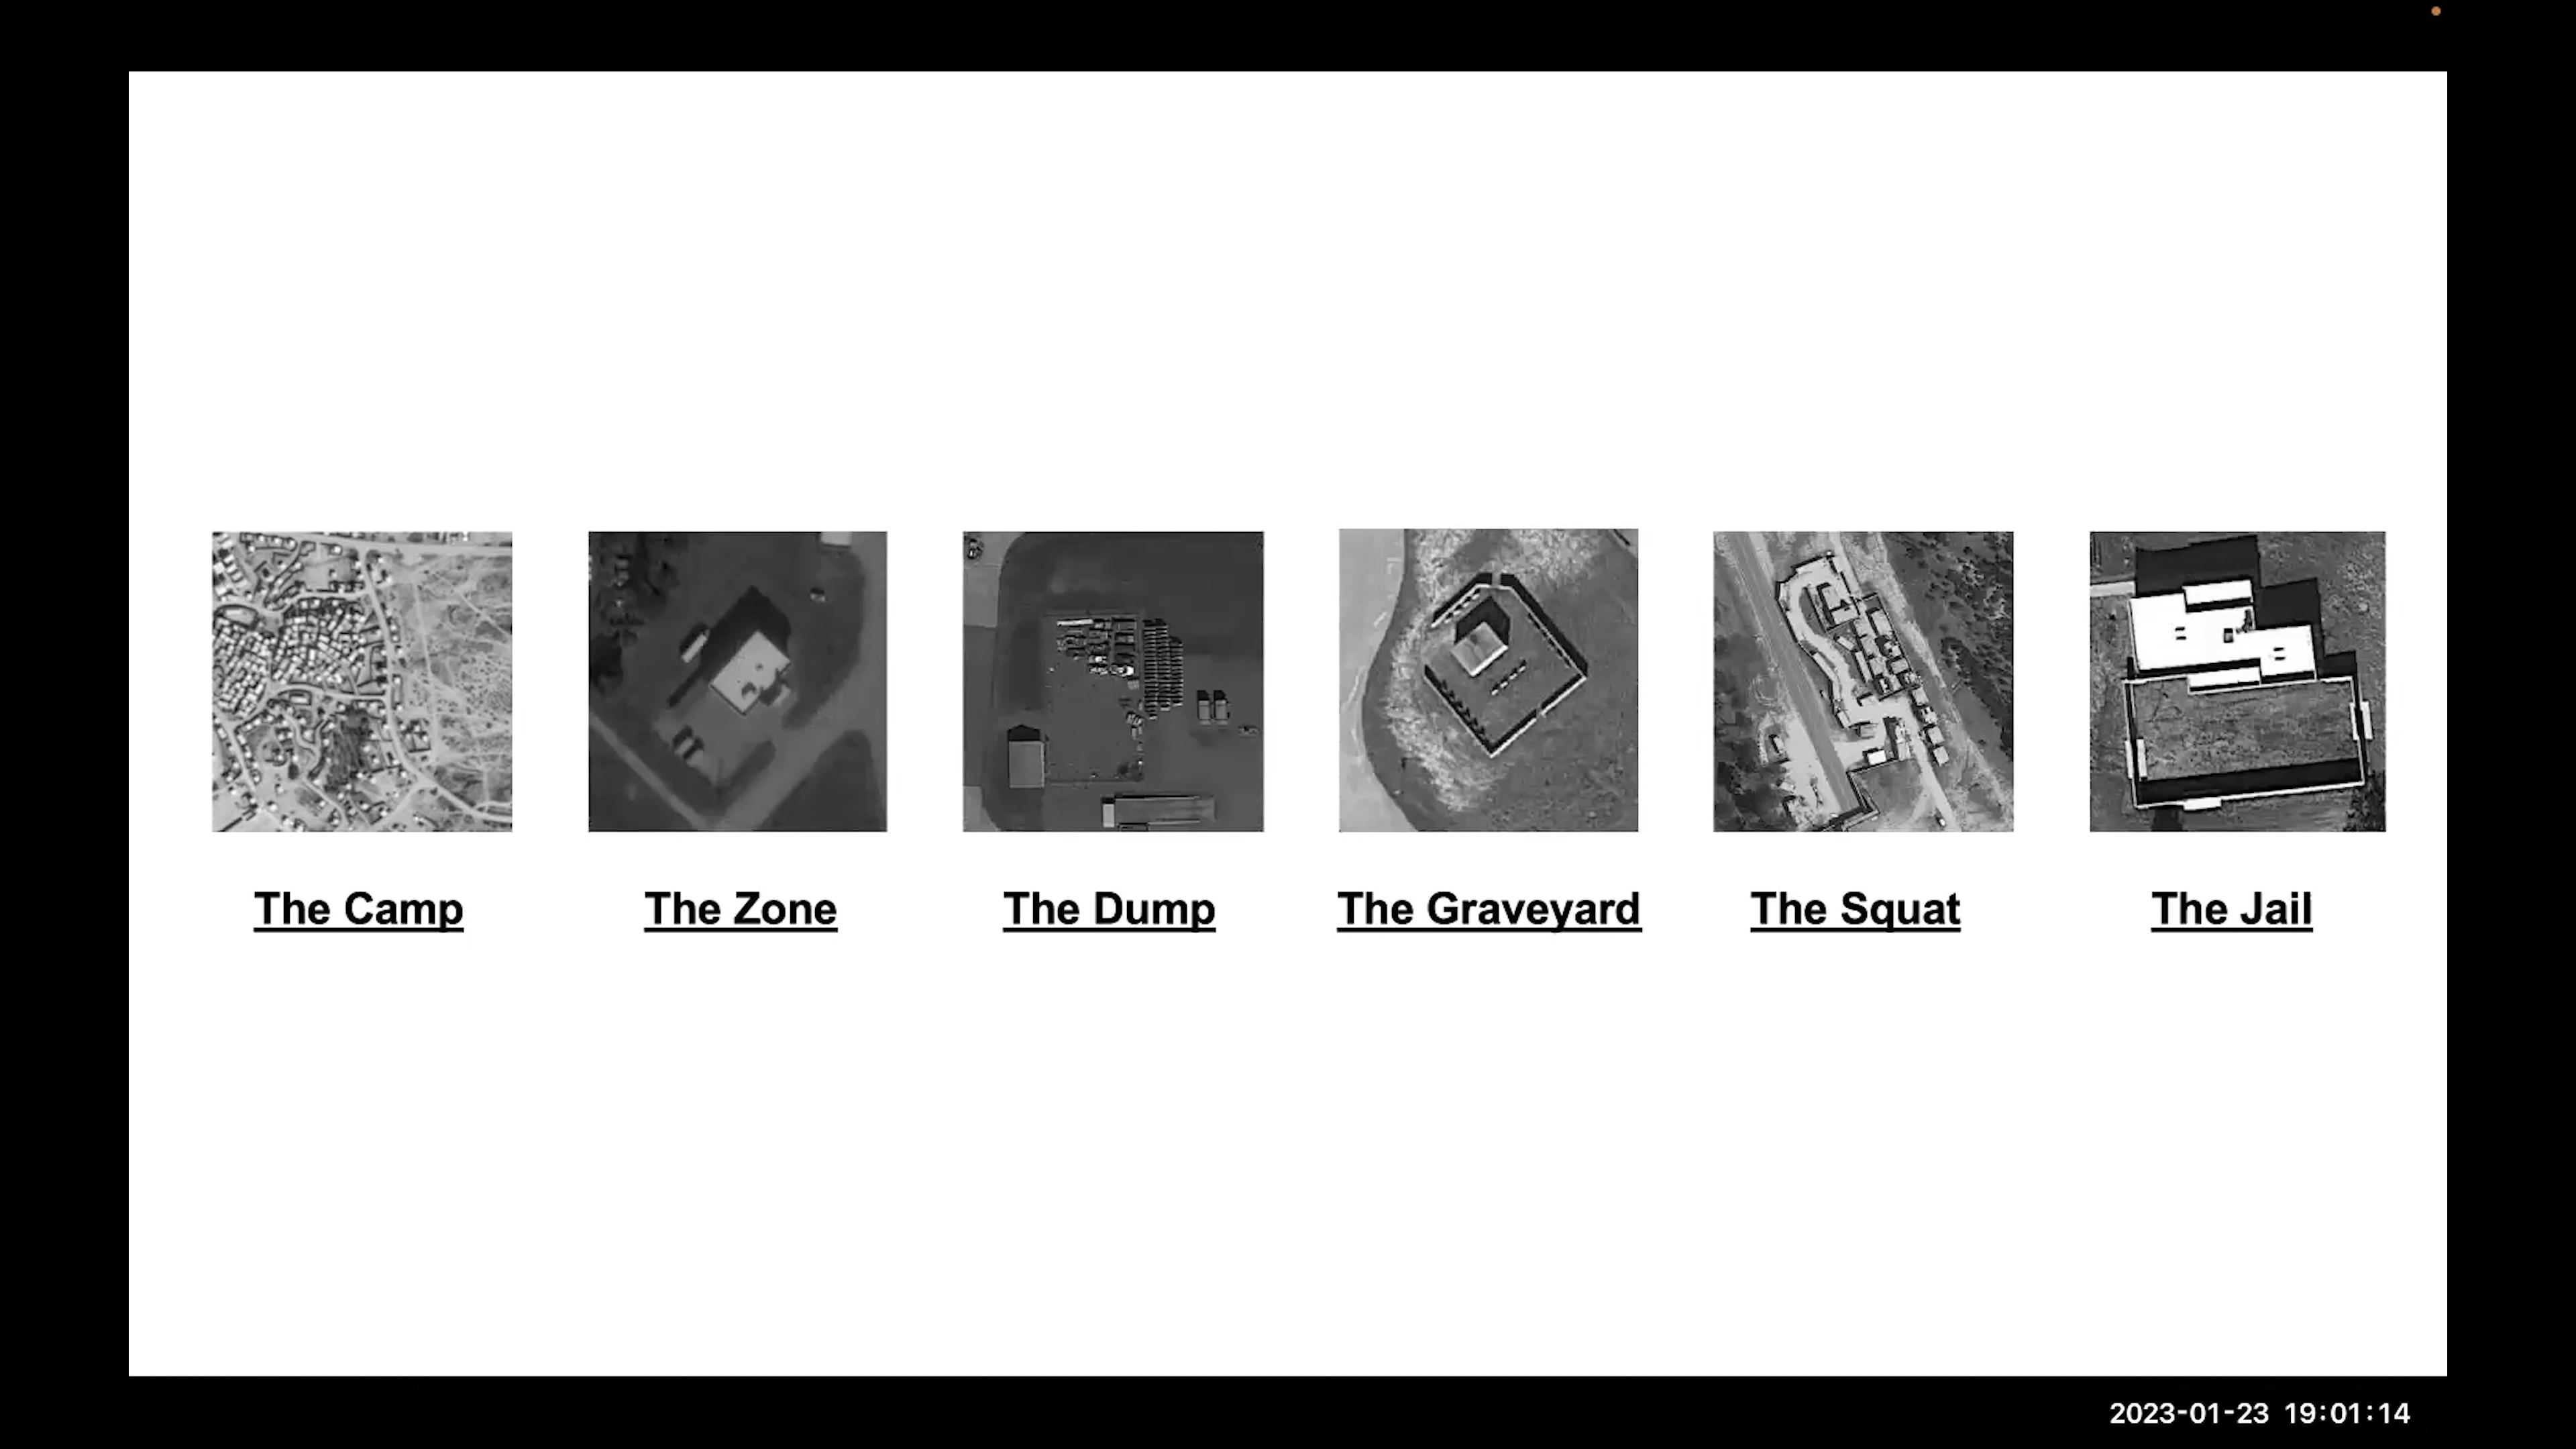 The Camp
The Zone
The Dump
The Graveyard
The Squat
The Jail
2023-01-23 19:01:14